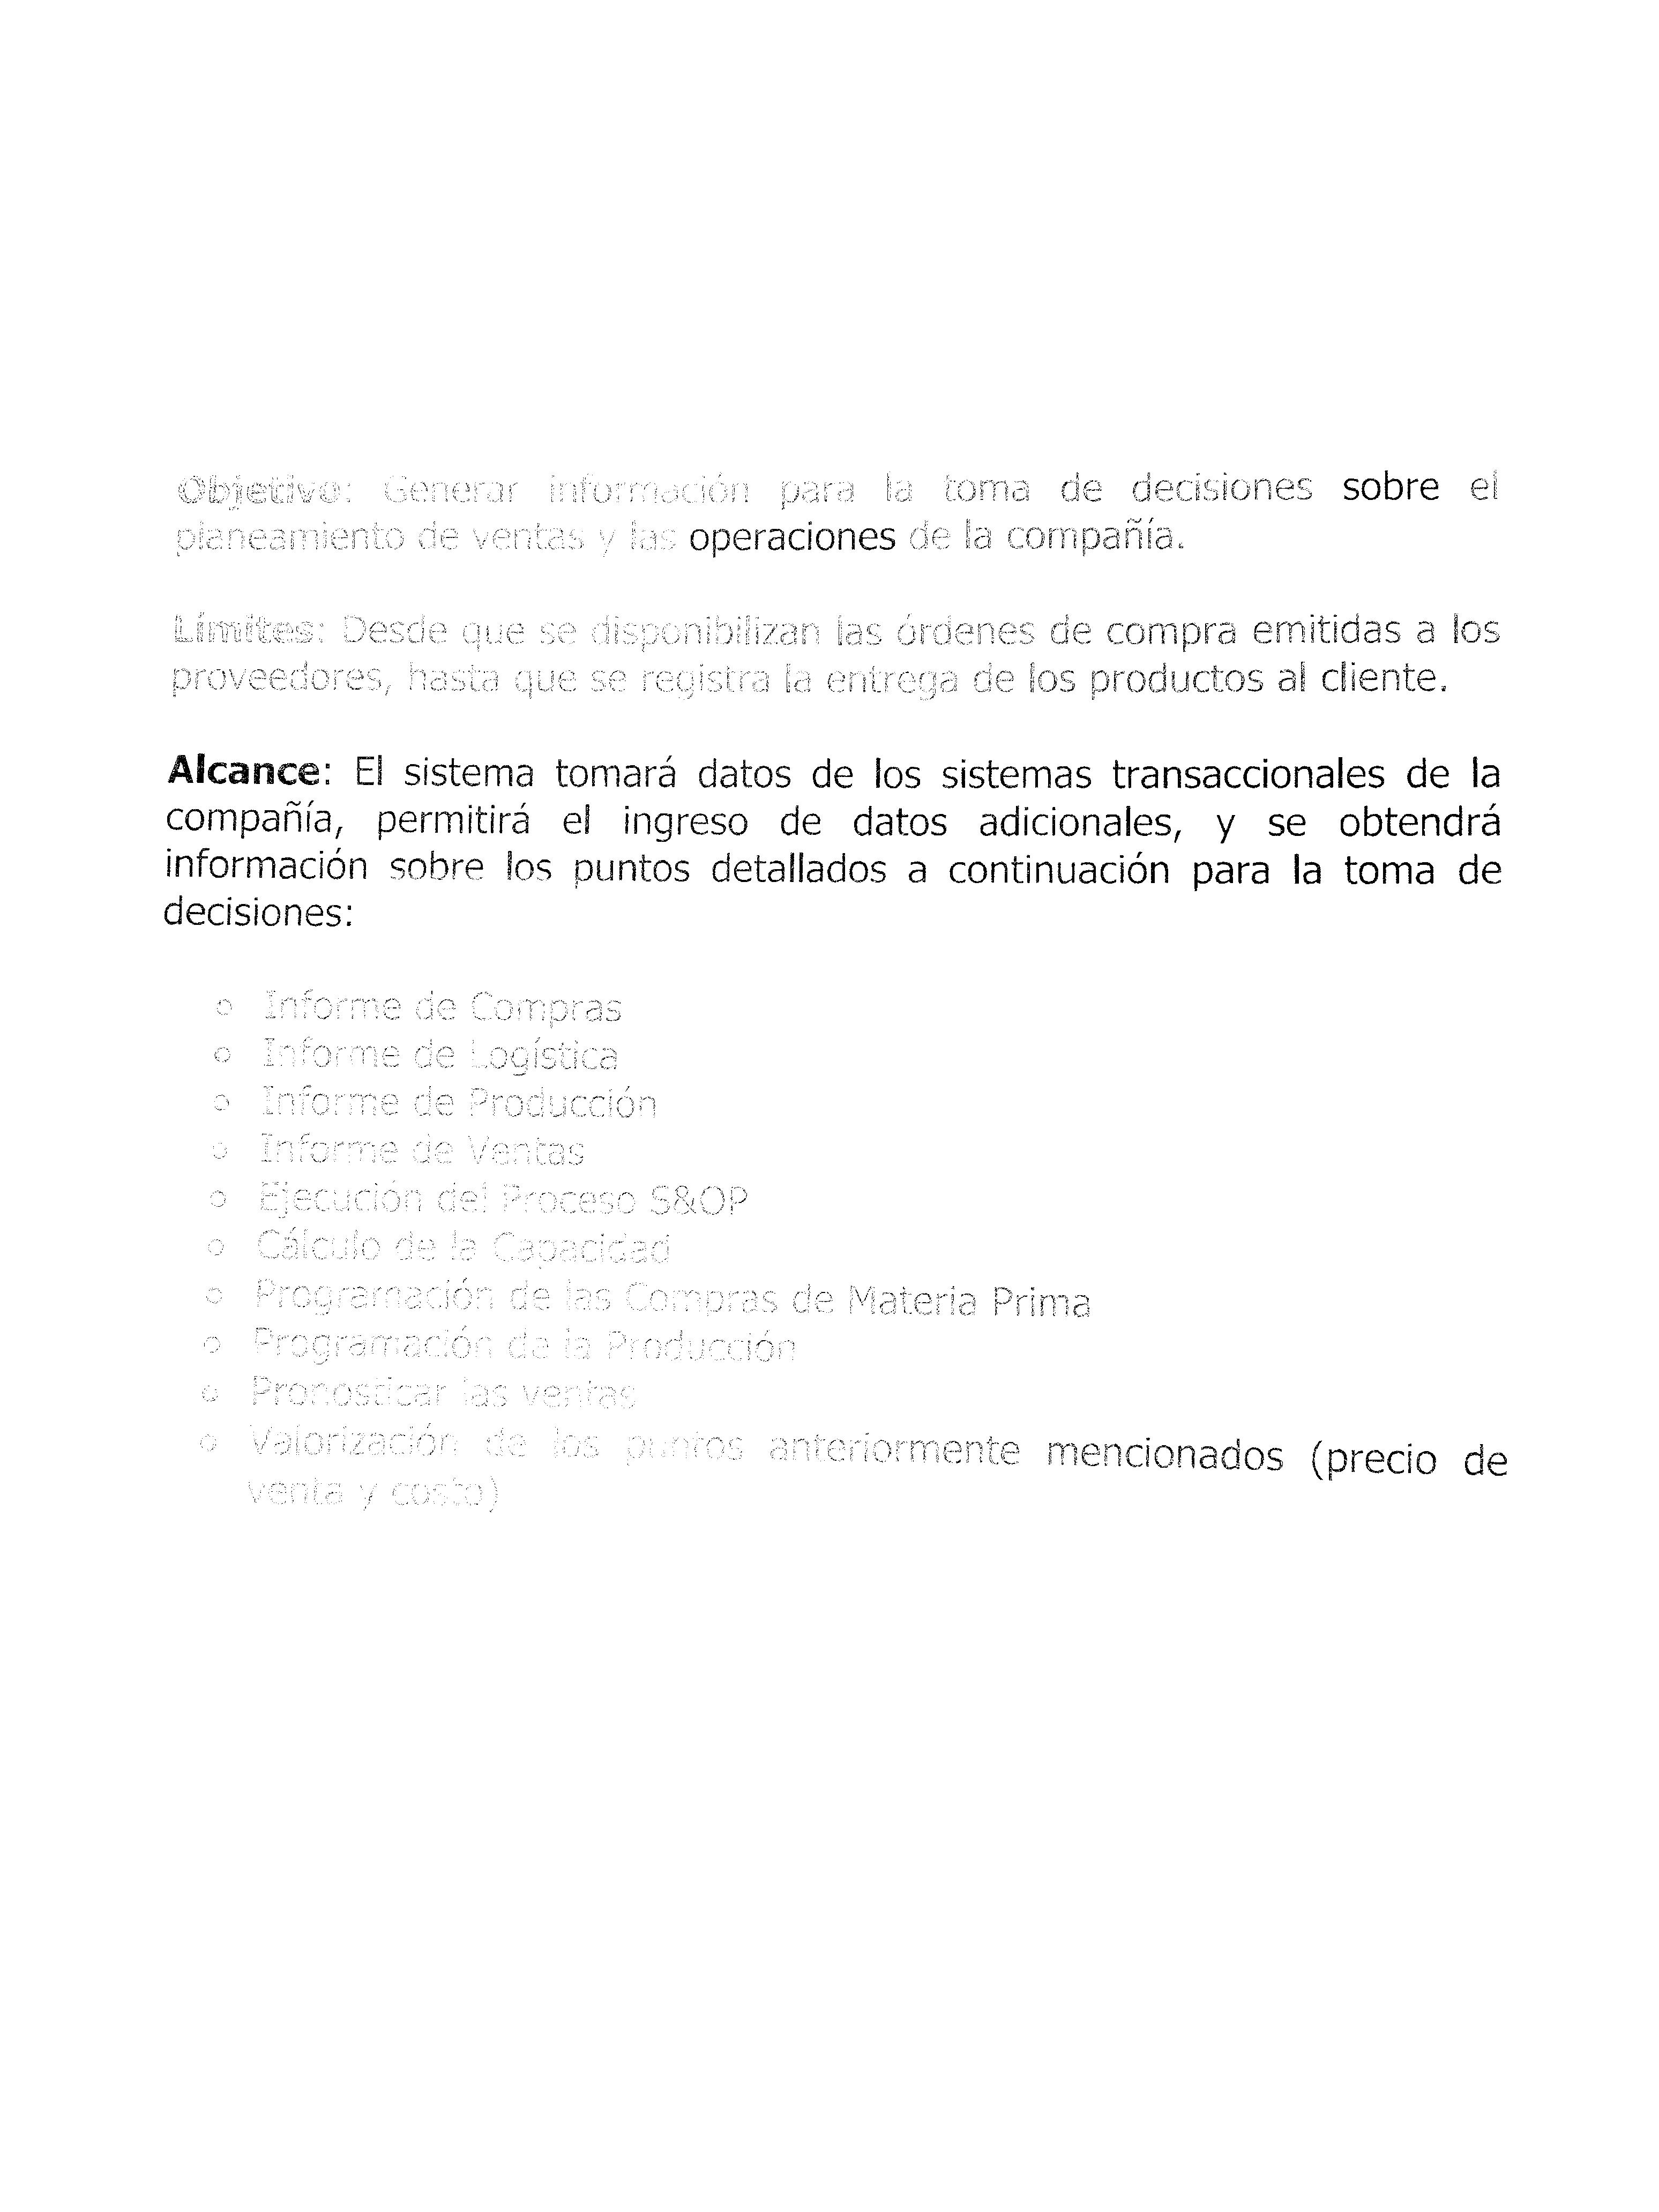 Objetivo: Generar información para la toma de decisiones sobre el
planeamiento de ventas y las operaciones de la compañía.
Límites: Desde que se disponibilizan las órdenes de compra emitidas a los
proveedores, hasta que se registra la entrega de los productos al cliente.
Alcance: El sistema tomará datos de los sistemas transaccionales de la
compañía, permitirá el ingreso de datos adicionales, y se obtendrá
información sobre los puntos detallados a continuación para la toma de
decisiones:
o Informe de Compras
o Informe de Logística
o Informe de Producción
o Informe de Ventas
o Ejecución del Proceso S&OP
o Cálculo de la Capacidad
o Programación de las Compras de Materia Prima
o Programación de la Producción
o Pronosticar las ventas
o Valorización de los puntos anteriormente mencionados (precio de
venta y costo)